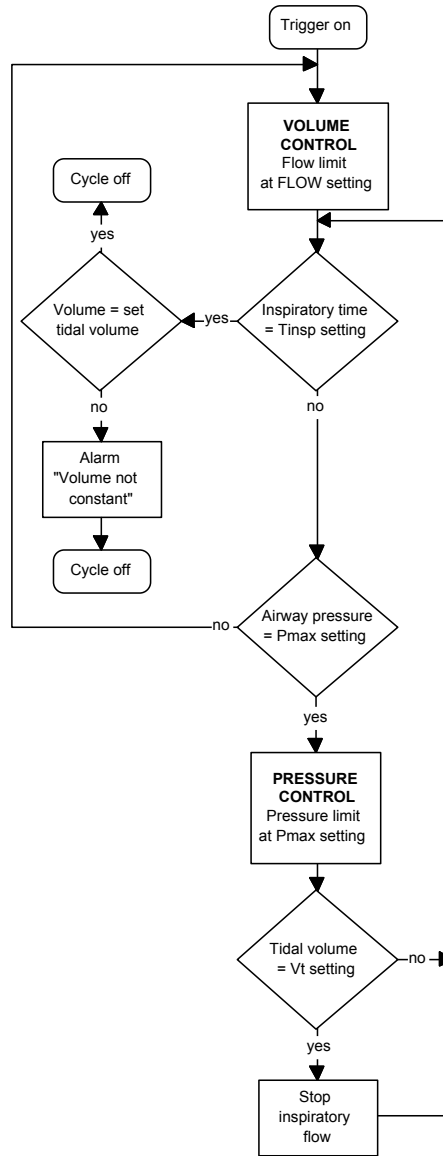 Trigger on
VOLUME
CONTROL
Flow limit
at FLOW setting
Cycle off
yes
Volume = set
tidal volume
yes
Inspiratory time
= Tinsp setting
no
no
Alarm
"Volume not
constant"
Cycle off
no
Airway pressure
= Pmax setting
yes
PRESSURE
CONTROL
Pressure limit
at Pmax setting
Tidal volume
= Vt setting
no
yes
Stop
inspiratory
flow